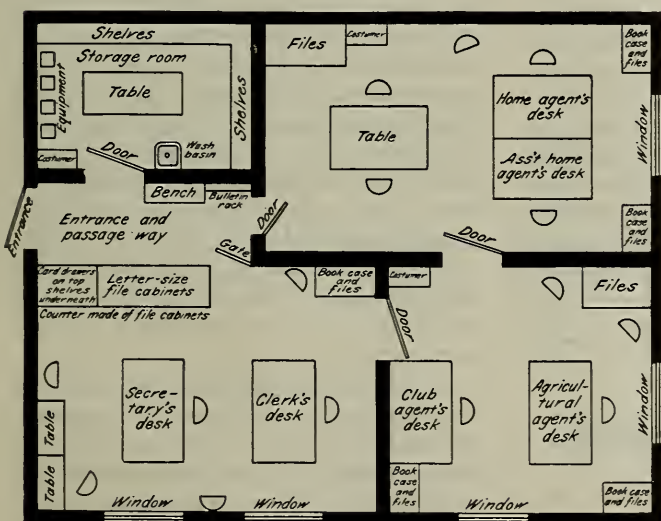 Shelves
Storage room
Table
Equipment
Shelves
Costumer
Door
Wash
basin
Files
Costumer
Table
Home agent's
desk
Ass't home
agent's desk
Book
case
and
files
Window
Book
case
and
files
Entrance
Bench
Bulletin
rack
Entrance and
passage way
Door
Gate
Door
Card drawers
on top
shelves
underneath
Letter-size
file cabinets
Counter made of file cabinets
Book case
and
files
Costumer
Door
Files
Secre-
tary's
desk
Clerk's
desk
Club
agent's
desk
Agricul-
tural
agent's
desk
Window
Table
Table
Book
case
and
files
Book case
and
files
Window
Window
Window